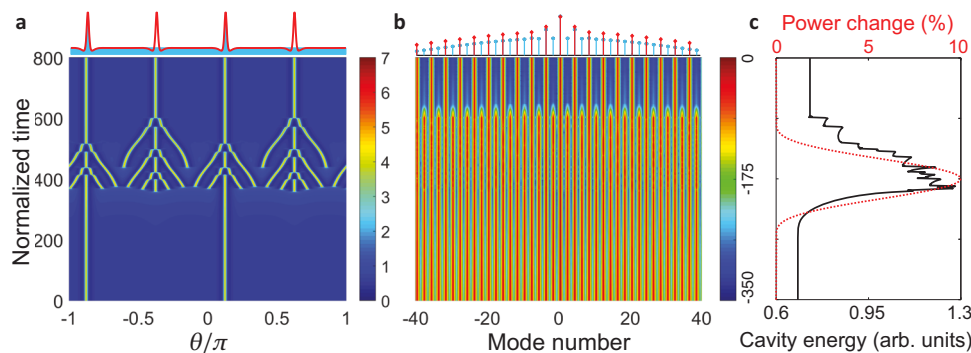 a
b
c
Power change (%)
0 5 10
800
600
400
200
0
Normalized time
-1 -0.5 0 0.5 1
θ/π
7
6
5
4
3
2
1
0
-40 -20 0 20 40
Mode number
0
-175
-350
0.6 0.95 1.3
Cavity energy (arb. units)